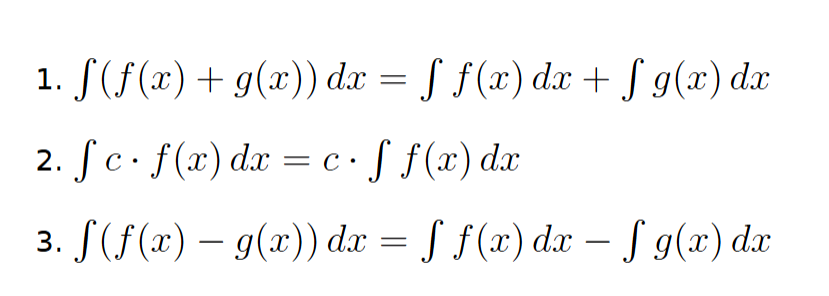 1. ∫(f(x) + g(x)) dx = ∫ f(x) dx + ∫ g(x) dx
2. ∫ c · f(x) dx = c · ∫ f(x) dx
3. ∫(f(x) − g(x)) dx = ∫ f(x) dx − ∫ g(x) dx